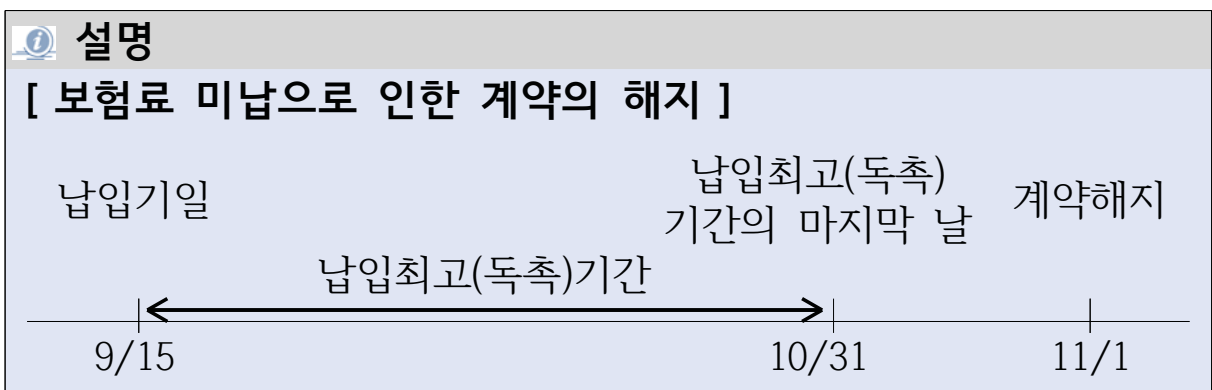 설명
[ 보험료 미납으로 인한 계약의 해지 ]
납입기일
납입최고(독촉)
기간의 마지막 날
계약해지
납입최고(독촉)기간
9/15
10/31
11/1